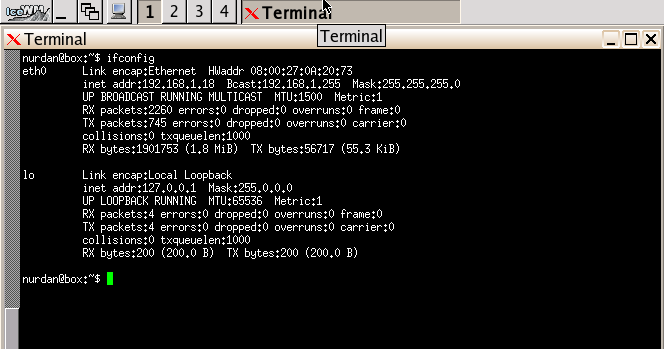 IceWM 1 2 3 4 Terminal
Terminal
Terminal
nurdan@box:~$ ifconfig
eth0 Link encap:Ethernet HWaddr 08:00:27:0A:20:73
inet addr:192.168.1.18 Bcast:192.168.1.255 Mask:255.255.255.0
UP BROADCAST RUNNING MULTICAST MTU:1500 Metric:1
RX packets:2260 errors:0 dropped:0 overruns:0 frame:0
TX packets:745 errors:0 dropped:0 overruns:0 carrier:0
collisions:0 txqueuelen:1000
RX bytes:1901753 (1.8 MiB) TX bytes:56717 (55.3 KiB)
lo Link encap:Local Loopback
inet addr:127.0.0.1 Mask:255.0.0.0
UP LOOPBACK RUNNING MTU:65536 Metric:1
RX packets:4 errors:0 dropped:0 overruns:0 frame:0
TX packets:4 errors:0 dropped:0 overruns:0 carrier:0
collisions:0 txqueuelen:1000
RX bytes:200 (200.0 B) TX bytes:200 (200.0 B)
nurdan@box:~$